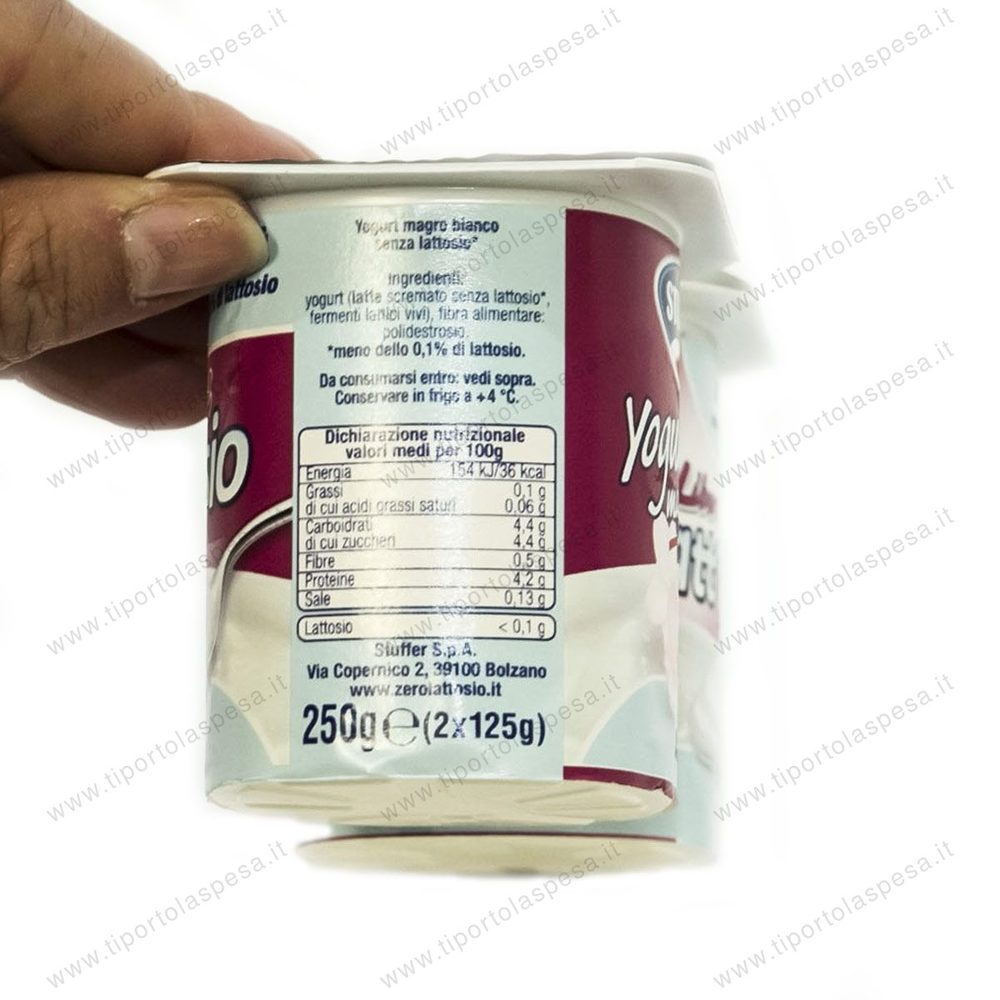 Yogurt magro bianco
senza lattosio*
Ingredienti:
yogurt (latte scremato senza lattosio*,
fermenti lattici vivi), fibra alimentare:
polidestrosio.
*meno dello 0,1% di lattosio.
Da consumarsi entro: vedi sopra.
Conservare in frigo a +4 °C.
Dichiarazione nutrizionale
valori medi per 100g
Energia 154 kJ/36 kcal
Grassi 0,1 g
di cui acidi grassi saturi 0,06 g
Carboidrati 4,4 g
di cui zuccheri 4,4 g
Fibre 0,5 g
Proteine 4,2 g
Sale 0,13 g
Lattosio < 0,1 g
Stuffer S.p.A.
Via Copernico 2, 39100 Bolzano
www.zerolattosio.it
250g ℮ (2x125g)
di lattosio
www.tiportolaspesa.it